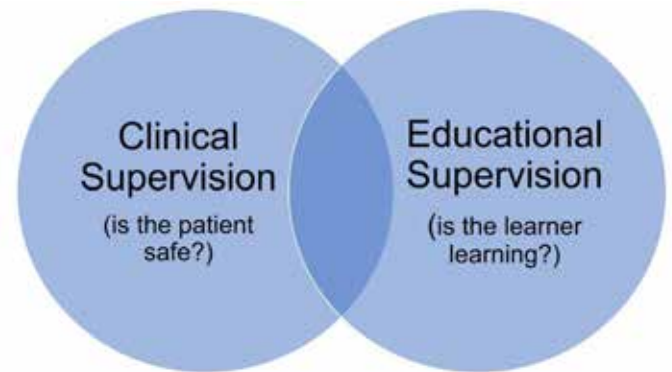 Clinical
Supervision
(is the patient
safe?)
Educational
Supervision
(is the learner
learning?)